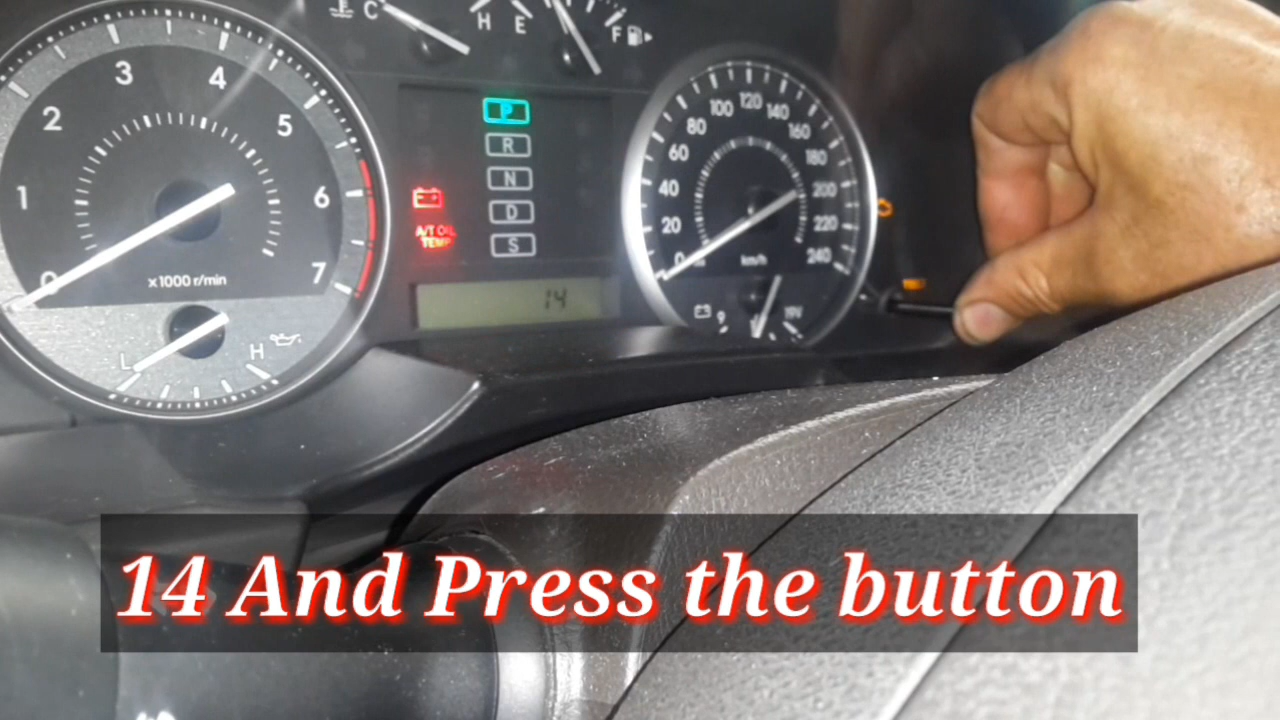 C H E F
1 2 3 4 5 6 7
x1000 r/min
L H
P
R
N
D
S
A/T OIL
TEMP
14
0 20 40 60 80 100 120 140 160 180 200 220 240
km/h
9 19V
14 And Press the button